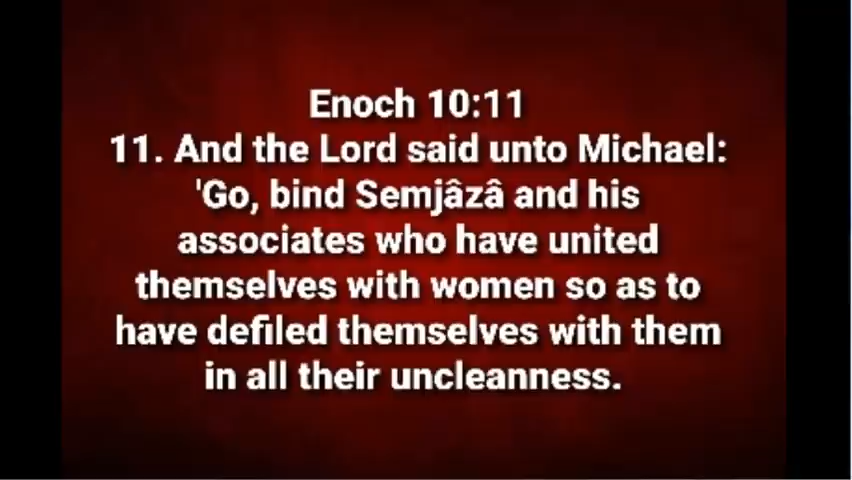 Enoch 10:11
11. And the Lord said unto Michael:
'Go, bind Semjâzâ and his
associates who have united
themselves with women so as to
have defiled themselves with them
in all their uncleanness.